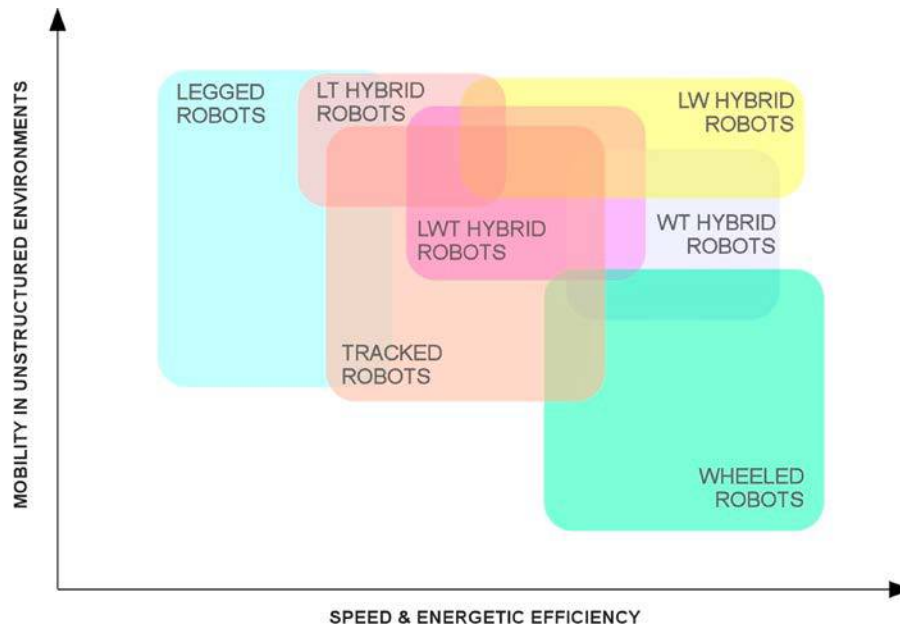 MOBILITY IN UNSTRUCTURED ENVIRONMENTS
LEGGED
ROBOTS
LT HYBRID
ROBOTS
LW HYBRID
ROBOTS
LWT HYBRID
ROBOTS
WT HYBRID
ROBOTS
TRACKED
ROBOTS
WHEELED
ROBOTS
SPEED & ENERGETIC EFFICIENCY